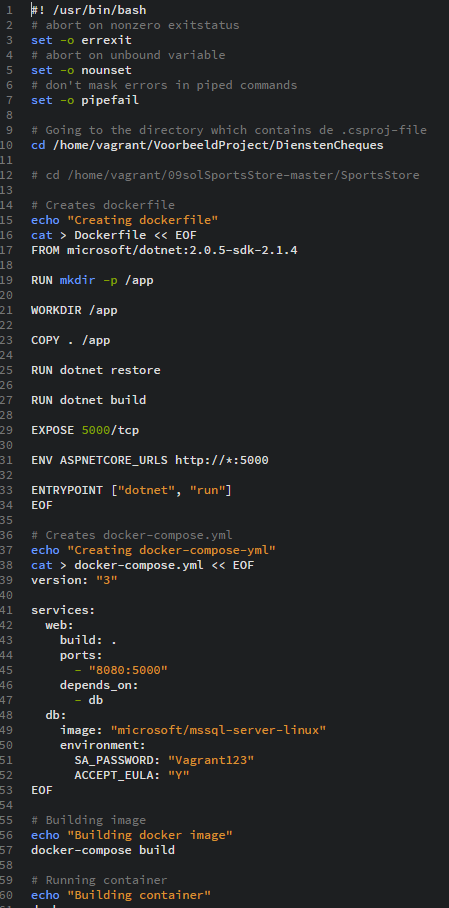 1 #! /usr/bin/bash
2 # abort on nonzero exitstatus
3 set -o errexit
4 # abort on unbound variable
5 set -o nounset
6 # don't mask errors in piped commands
7 set -o pipefail
8
9 # Going to the directory which contains de .csproj-file
10 cd /home/vagrant/VoorbeeldProject/DienstenCheques
11
12 # cd /home/vagrant/09solSportsStore-master/SportsStore
13
14 # Creates dockerfile
15 echo "Creating dockerfile"
16 cat > Dockerfile << EOF
17 FROM microsoft/dotnet:2.0.5-sdk-2.1.4
18
19 RUN mkdir -p /app
20
21 WORKDIR /app
22
23 COPY . /app
24
25 RUN dotnet restore
26
27 RUN dotnet build
28
29 EXPOSE 5000/tcp
30
31 ENV ASPNETCORE_URLS http://*:5000
32
33 ENTRYPOINT ["dotnet", "run"]
34 EOF
35
36 # Creates docker-compose.yml
37 echo "Creating docker-compose-yml"
38 cat > docker-compose.yml << EOF
39 version: "3"
40
41 services:
42   web:
43     build: .
44     ports:
45       - "8080:5000"
46     depends_on:
47       - db
48   db:
49     image: "microsoft/mssql-server-linux"
50     environment:
51       SA_PASSWORD: "Vagrant123"
52       ACCEPT_EULA: "Y"
53 EOF
54
55 # Building image
56 echo "Building docker image"
57 docker-compose build
58
59 # Running container
60 echo "Building container"